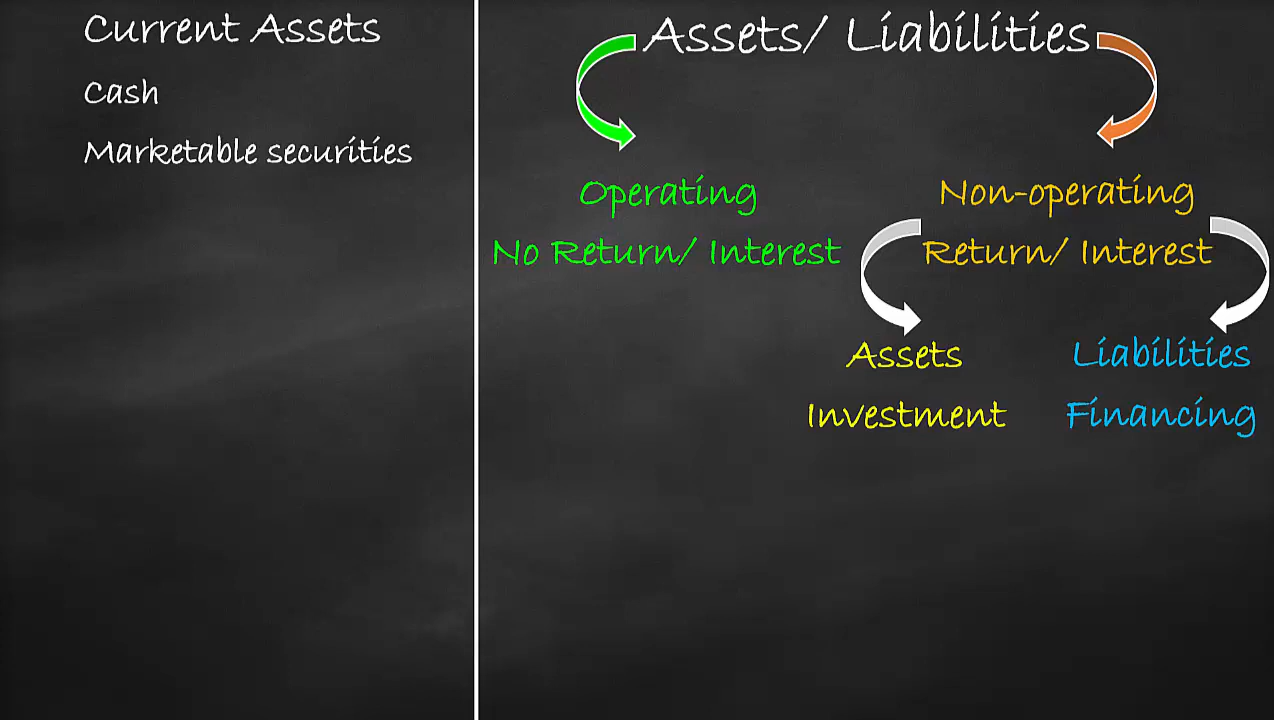 Current Assets
Cash
Marketable securities
Assets/ Liabilities
Operating
No Return/ Interest
Non-operating
Return/ Interest
Assets
Investment
Liabilities
Financing